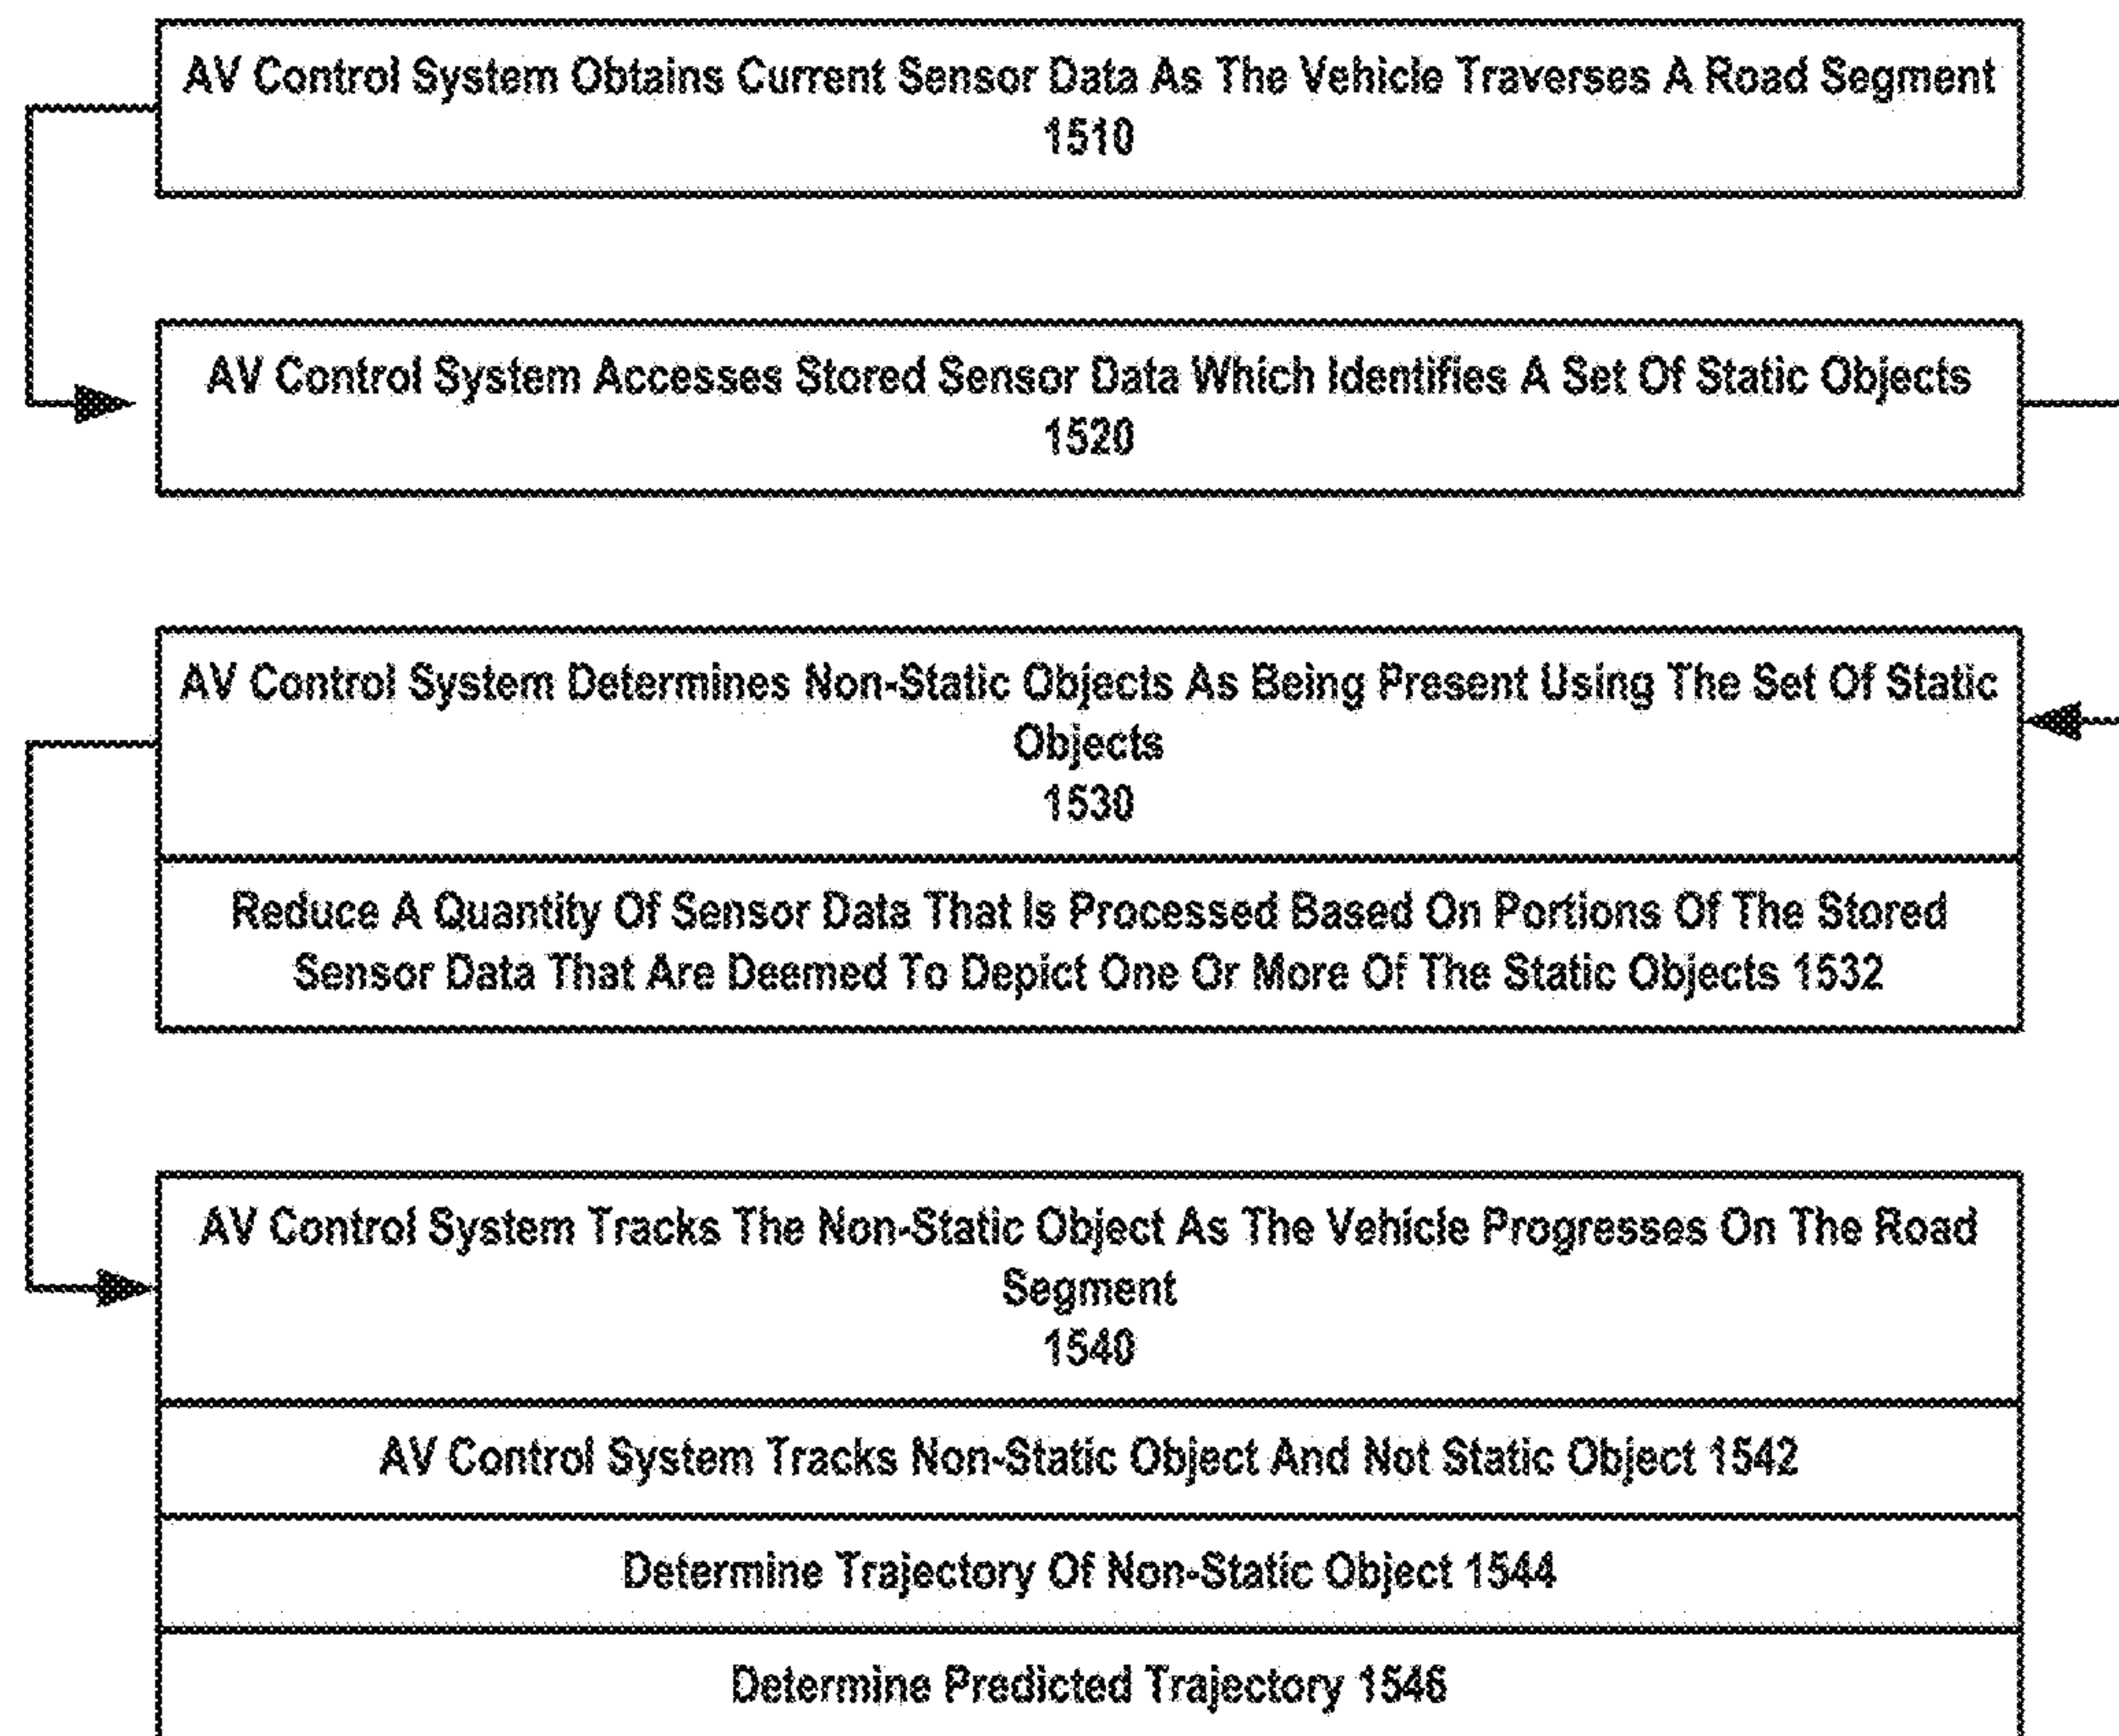 AV Control System Obtains Current Sensor Data As The Vehicle Traverses A Road Segment
1510
AV Control System Accesses Stored Sensor Data Which Identifies A Set Of Static Objects
1520
AV Control System Determines Non-Static Objects As Being Present Using The Set Of Static
Objects
1530
Reduce A Quantity Of Sensor Data That Is Processed Based On Portions Of The Stored
Sensor Data That Are Deemed To Depict One Or More Of The Static Objects 1532
AV Control System Tracks The Non-Static Object As The Vehicle Progresses On The Road
Segment
1540
AV Control System Tracks Non-Static Object And Not Static Object 1542
Determine Trajectory Of Non-Static Object 1544
Determine Predicted Trajectory 1546